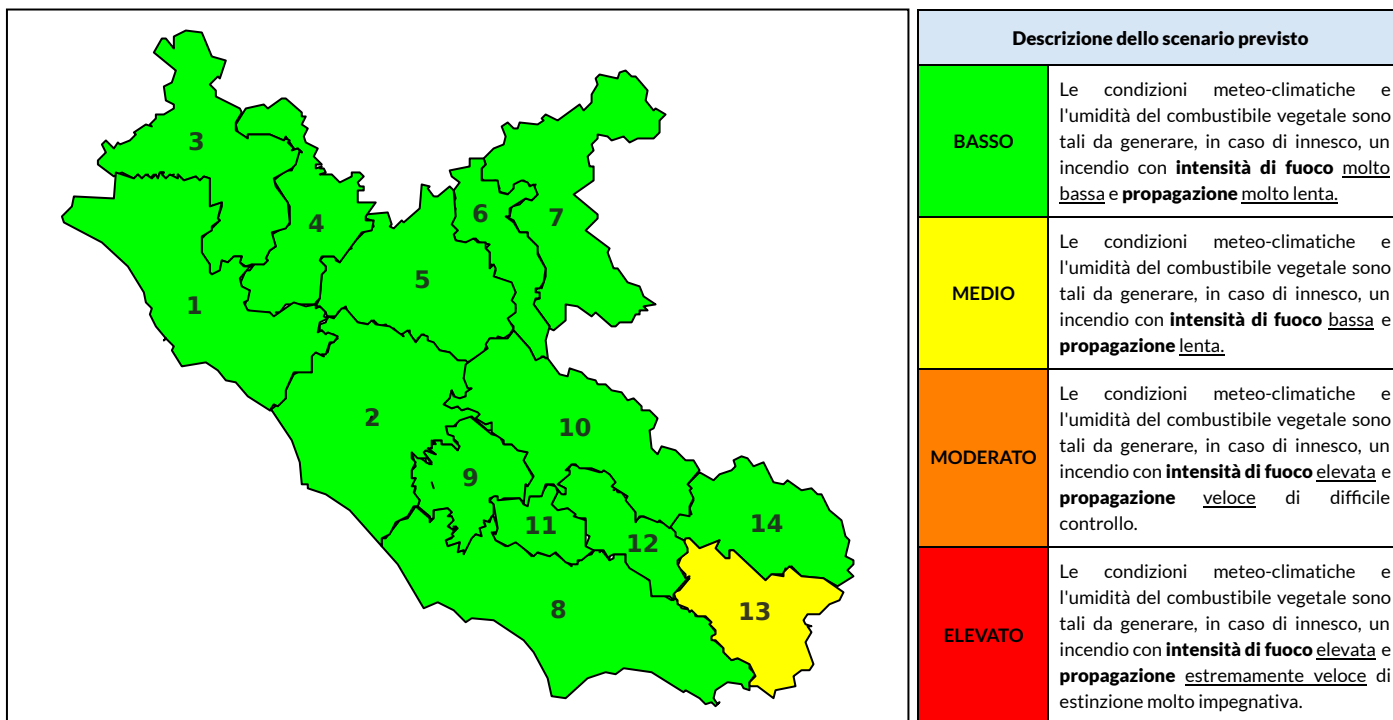 3
4
6
7
5
1
2
10
9
11
12
14
8
13
Descrizione dello scenario previsto
BASSO
Le condizioni meteo-climatiche e
l'umidità del combustibile vegetale sono
tali da generare, in caso di innesco, un
incendio con intensità di fuoco molto
bassa e propagazione molto lenta.
MEDIO
Le condizioni meteo-climatiche e
l'umidità del combustibile vegetale sono
tali da generare, in caso di innesco, un
incendio con intensità di fuoco bassa e
propagazione lenta.
MODERATO
Le condizioni meteo-climatiche e
l'umidità del combustibile vegetale sono
tali da generare, in caso di innesco, un
incendio con intensità di fuoco elevata e
propagazione veloce di difficile
controllo.
ELEVATO
Le condizioni meteo-climatiche e
l'umidità del combustibile vegetale sono
tali da generare, in caso di innesco, un
incendio con intensità di fuoco elevata e
propagazione estremamente veloce di
estinzione molto impegnativa.